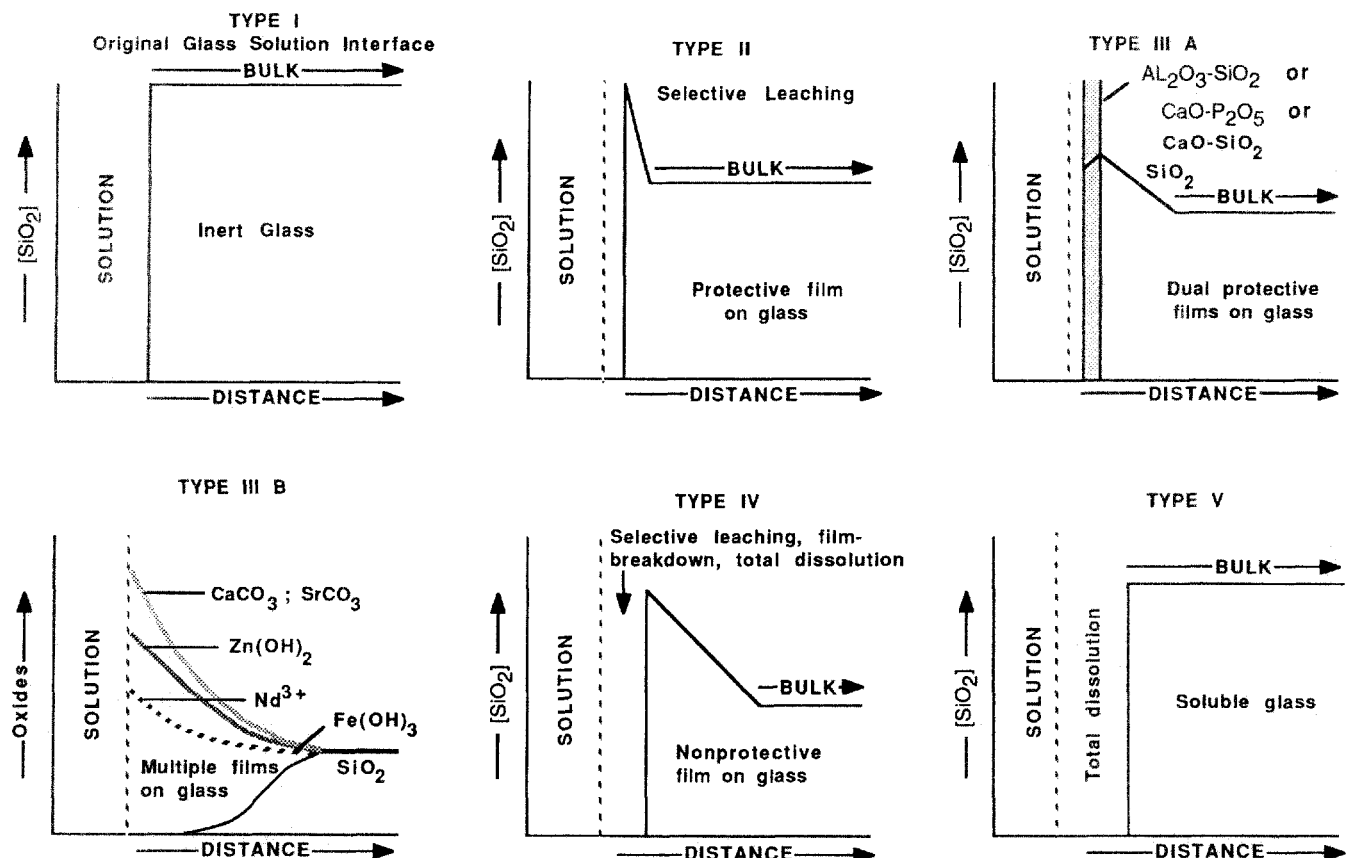 TYPE I
Original Glass Solution Interface
BULK
[SiO2]
SOLUTION
Inert Glass
DISTANCE
TYPE II
Selective Leaching
BULK
[SiO2]
SOLUTION
Protective film
on glass
DISTANCE
TYPE III A
AL2O3-SiO2 or
CaO-P2O5 or
CaO-SiO2
SiO2
BULK
[SiO2]
SOLUTION
Dual protective
films on glass
DISTANCE
TYPE III B
CaCO3 ; SrCO3
Zn(OH)2
Nd3+
Fe(OH)3
SiO2
Oxides
SOLUTION
Multiple films
on glass
DISTANCE
TYPE IV
Selective leaching, film-
breakdown, total dissolution
BULK
[SiO2]
SOLUTION
Nonprotective
film on glass
DISTANCE
TYPE V
BULK
[SiO2]
SOLUTION
Total dissolution
Soluble glass
DISTANCE